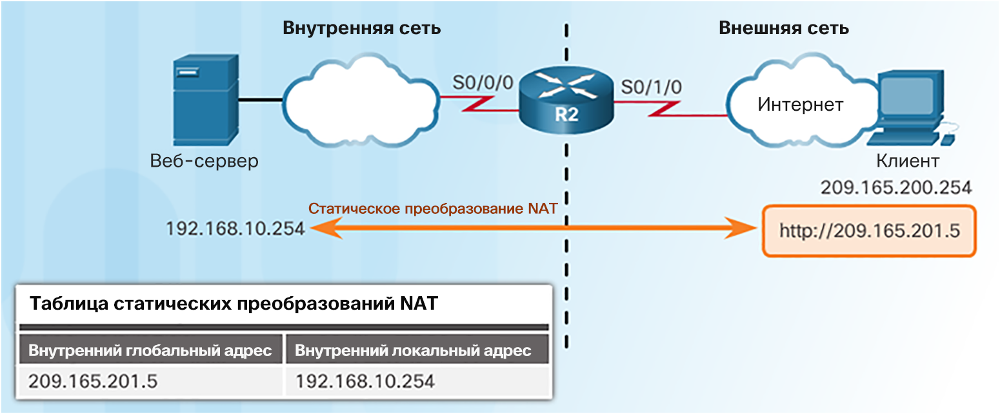 Внутренняя сеть
Внешняя сеть
S0/0/0
S0/1/0
R2
Интернет
Веб-сервер
Клиент
209.165.200.254
Статическое преобразование NAT
192.168.10.254
http://209.165.201.5
Таблица статических преобразований NAT
Внутренний глобальный адрес
Внутренний локальный адрес
209.165.201.5
192.168.10.254